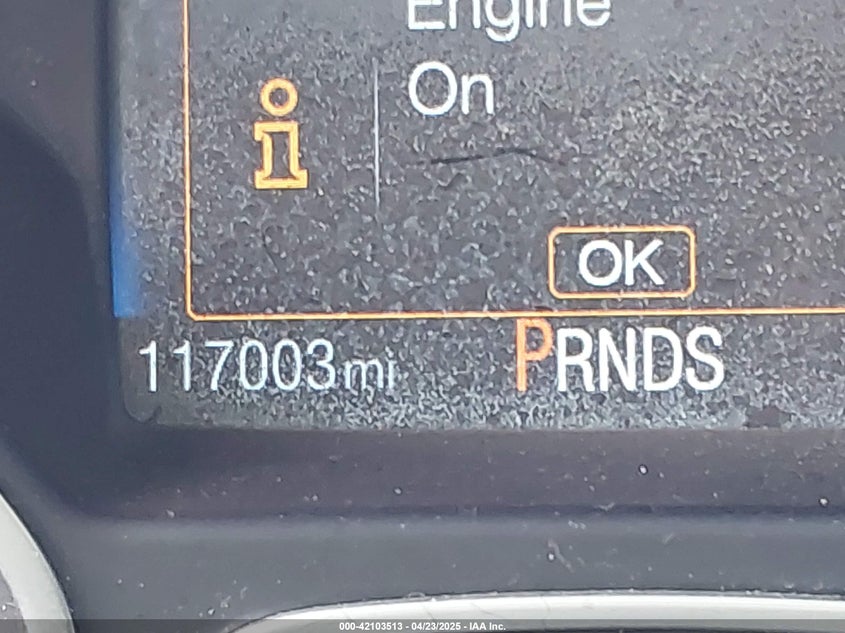 Engine
On
OK
117003mi PRNDS
000-42103513 - 04/23/2025 - IAA Inc.